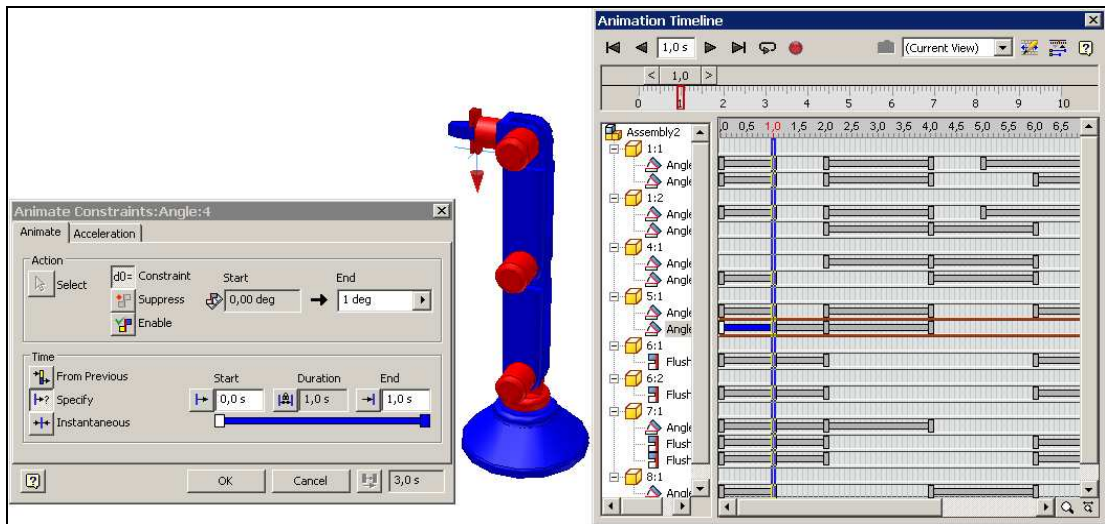 Animation Timeline
1,0 s
(Current View)
< 1,0 >
0 1 2 3 4 5 6 7 8 9 10
Assembly2
,0 0,5 1,0 1,5 2,0 2,5 3,0 3,5 4,0 4,5 5,0 5,5 6,0 6,5
1:1
Angle
Angle
1:2
Angle
Angle
4:1
Angle
Angle
5:1
Angle
Angle
6:1
Flush
6:2
Flush
7:1
Angle
Flush
Flush
8:1
Angle
Animate Constraints:Angle:4
Animate Acceleration
Action
Select
d0= Constraint
Start
End
Suppress
0,00 deg
1 deg
Enable
Time
From Previous
Start Duration End
Specify
0,0 s
1,0 s
1,0 s
Instantaneous
OK
Cancel
3,0 s